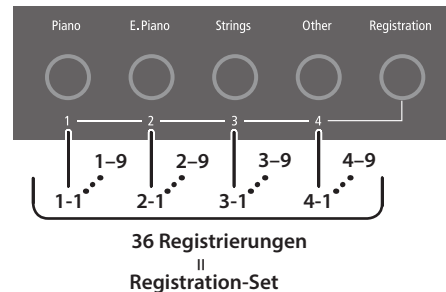 Piano E.Piano Strings Other Registration
1 2 3 4
1–9 2–9 3–9 4–9
1-1 2-1 3-1 4-1
36 Registrierungen
=
Registration-Set